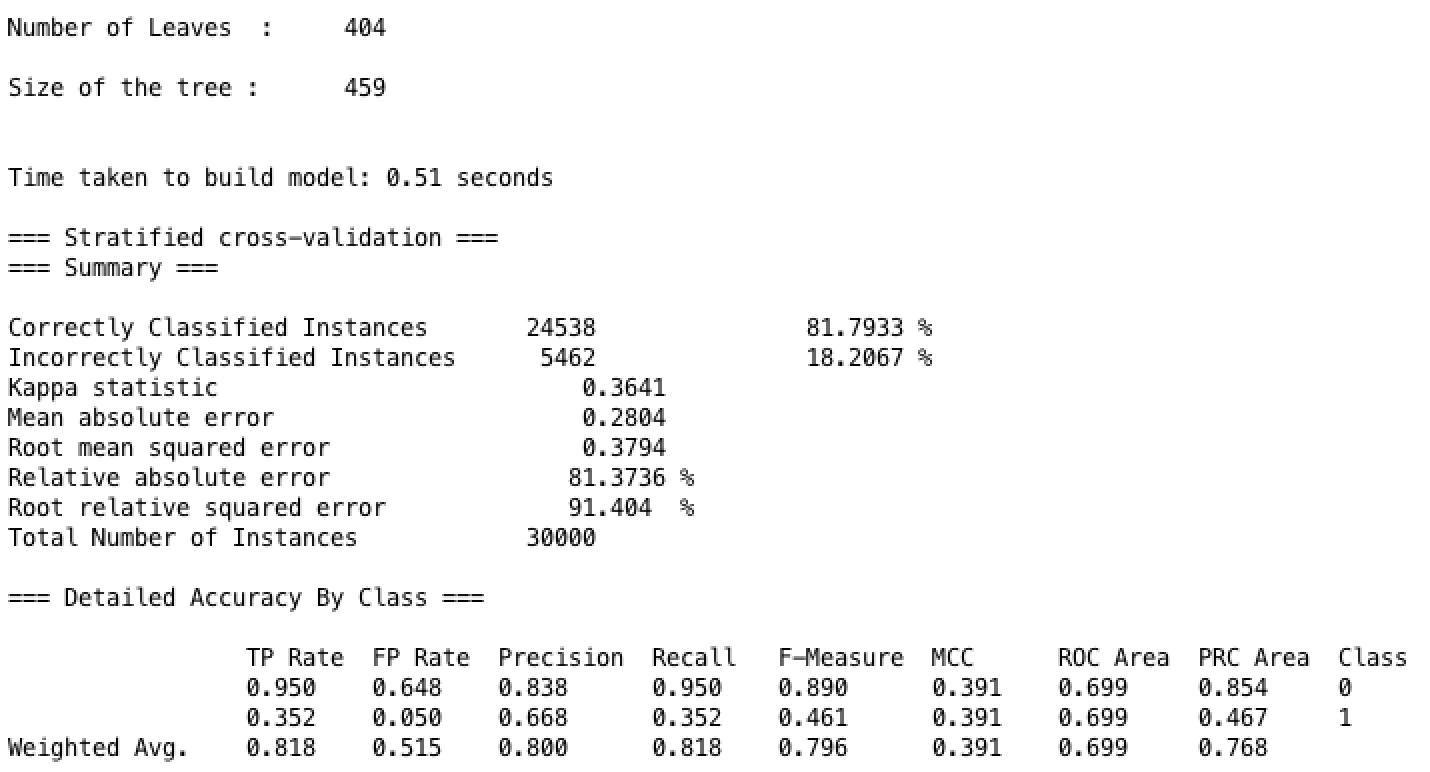 Number of Leaves  :     404
Size of the tree :      459
Time taken to build model: 0.51 seconds
=== Stratified cross-validation ===
=== Summary ===
Correctly Classified Instances       24538               81.7933 %
Incorrectly Classified Instances      5462               18.2067 %
Kappa statistic                          0.3641
Mean absolute error                      0.2804
Root mean squared error                  0.3794
Relative absolute error                 81.3736 %
Root relative squared error             91.404  %
Total Number of Instances            30000
=== Detailed Accuracy By Class ===
                 TP Rate  FP Rate  Precision  Recall   F-Measure  MCC      ROC Area  PRC Area  Class
                 0.950    0.648    0.838      0.950    0.890      0.391    0.699     0.854     0
                 0.352    0.050    0.668      0.352    0.461      0.391    0.699     0.467     1
Weighted Avg.    0.818    0.515    0.800      0.818    0.796      0.391    0.699     0.768